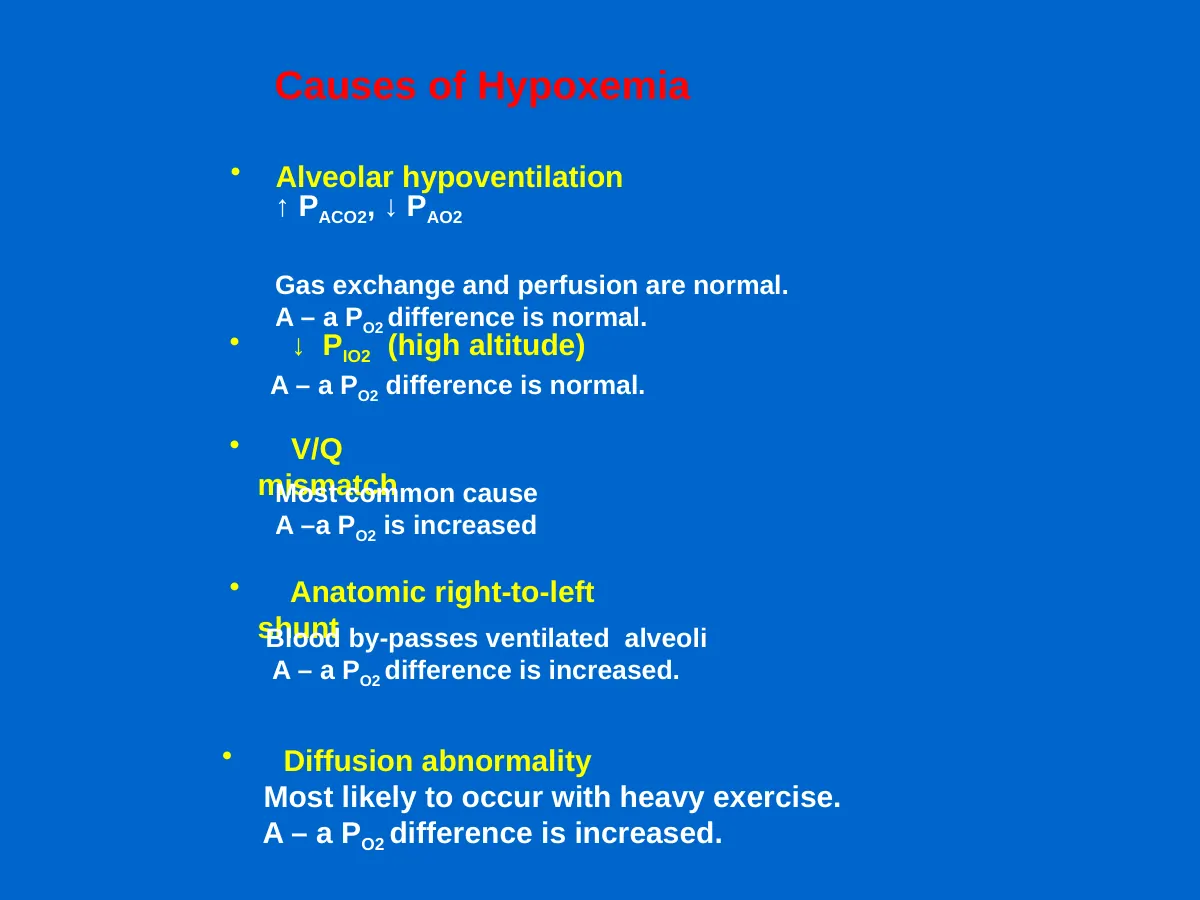 Causes of Hypoxemia
• Alveolar hypoventilation
↑ PACO2, ↓ PAO2
Gas exchange and perfusion are normal.
A – a PO2 difference is normal.
• ↓ PIO2 (high altitude)
A – a PO2 difference is normal.
• V/Q
mismatch
Most common cause
A –a PO2 is increased
• Anatomic right-to-left
shunt
Blood by-passes ventilated alveoli
A – a PO2 difference is increased.
• Diffusion abnormality
Most likely to occur with heavy exercise.
A – a PO2 difference is increased.